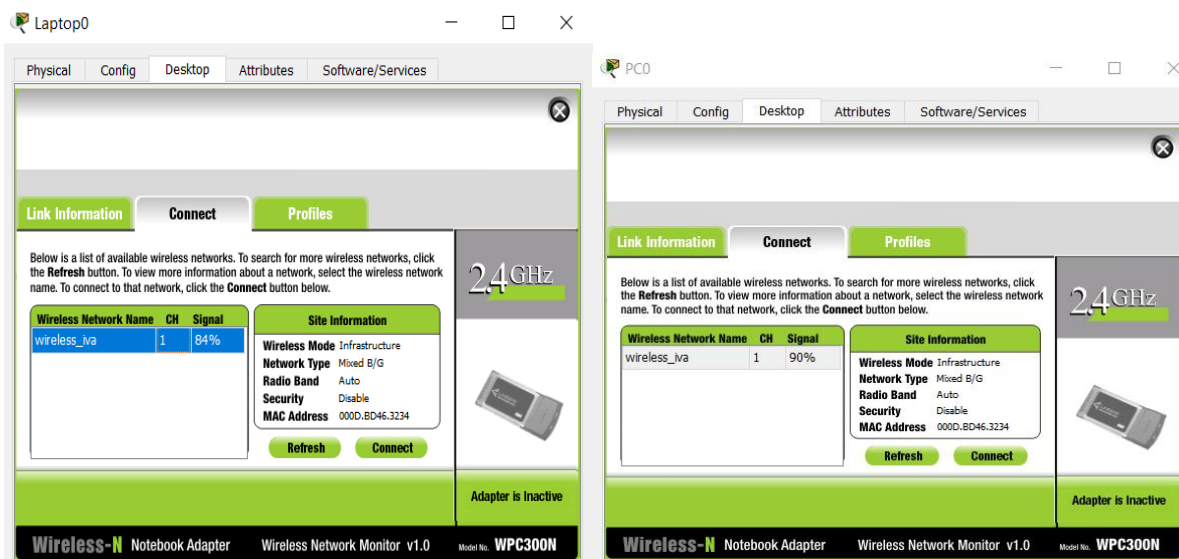 Laptop0
Physical Config Desktop Attributes Software/Services
Link Information Connect Profiles
Below is a list of available wireless networks. To search for more wireless networks, click
the Refresh button. To view more information about a network, select the wireless network
name. To connect to that network, click the Connect button below.
Wireless Network Name CH Signal
wireless_iva 1 84%
Site Information
Wireless Mode Infrastructure
Network Type Mixed B/G
Radio Band Auto
Security Disable
MAC Address 000D.BD46.3234
Refresh Connect
2.4GHz
Adapter is Inactive
Wireless-N Notebook Adapter Wireless Network Monitor v1.0 Model No. WPC300N
PC0
Physical Config Desktop Attributes Software/Services
Link Information Connect Profiles
Below is a list of available wireless networks. To search for more wireless networks, click
the Refresh button. To view more information about a network, select the wireless network
name. To connect to that network, click the Connect button below.
Wireless Network Name CH Signal
wireless_iva 1 90%
Site Information
Wireless Mode Infrastructure
Network Type Mixed B/G
Radio Band Auto
Security Disable
MAC Address 000D.BD46.3234
Refresh Connect
2.4GHz
Adapter is Inactive
Wireless-N Notebook Adapter Wireless Network Monitor v1.0 Model No. WPC300N